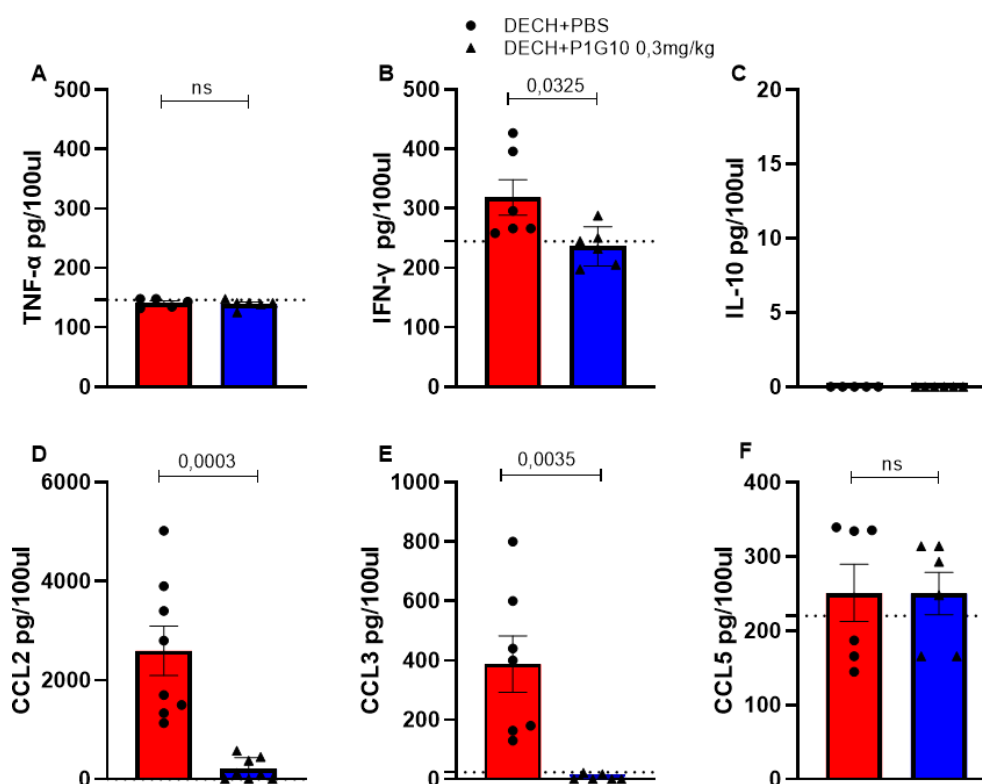 DECH+PBS
DECH+P1G10 0,3mg/kg
A
500
400
300
200
100
0
TNF-α pg/100ul
ns
B
500
400
300
200
100
0
IFN-γ pg/100ul
0,0325
C
20
15
10
5
0
IL-10 pg/100ul
D
6000
4000
2000
0
CCL2 pg/100ul
0,0003
E
1000
800
600
400
200
0
CCL3 pg/100ul
0,0035
F
400
300
200
100
0
CCL5 pg/100ul
ns